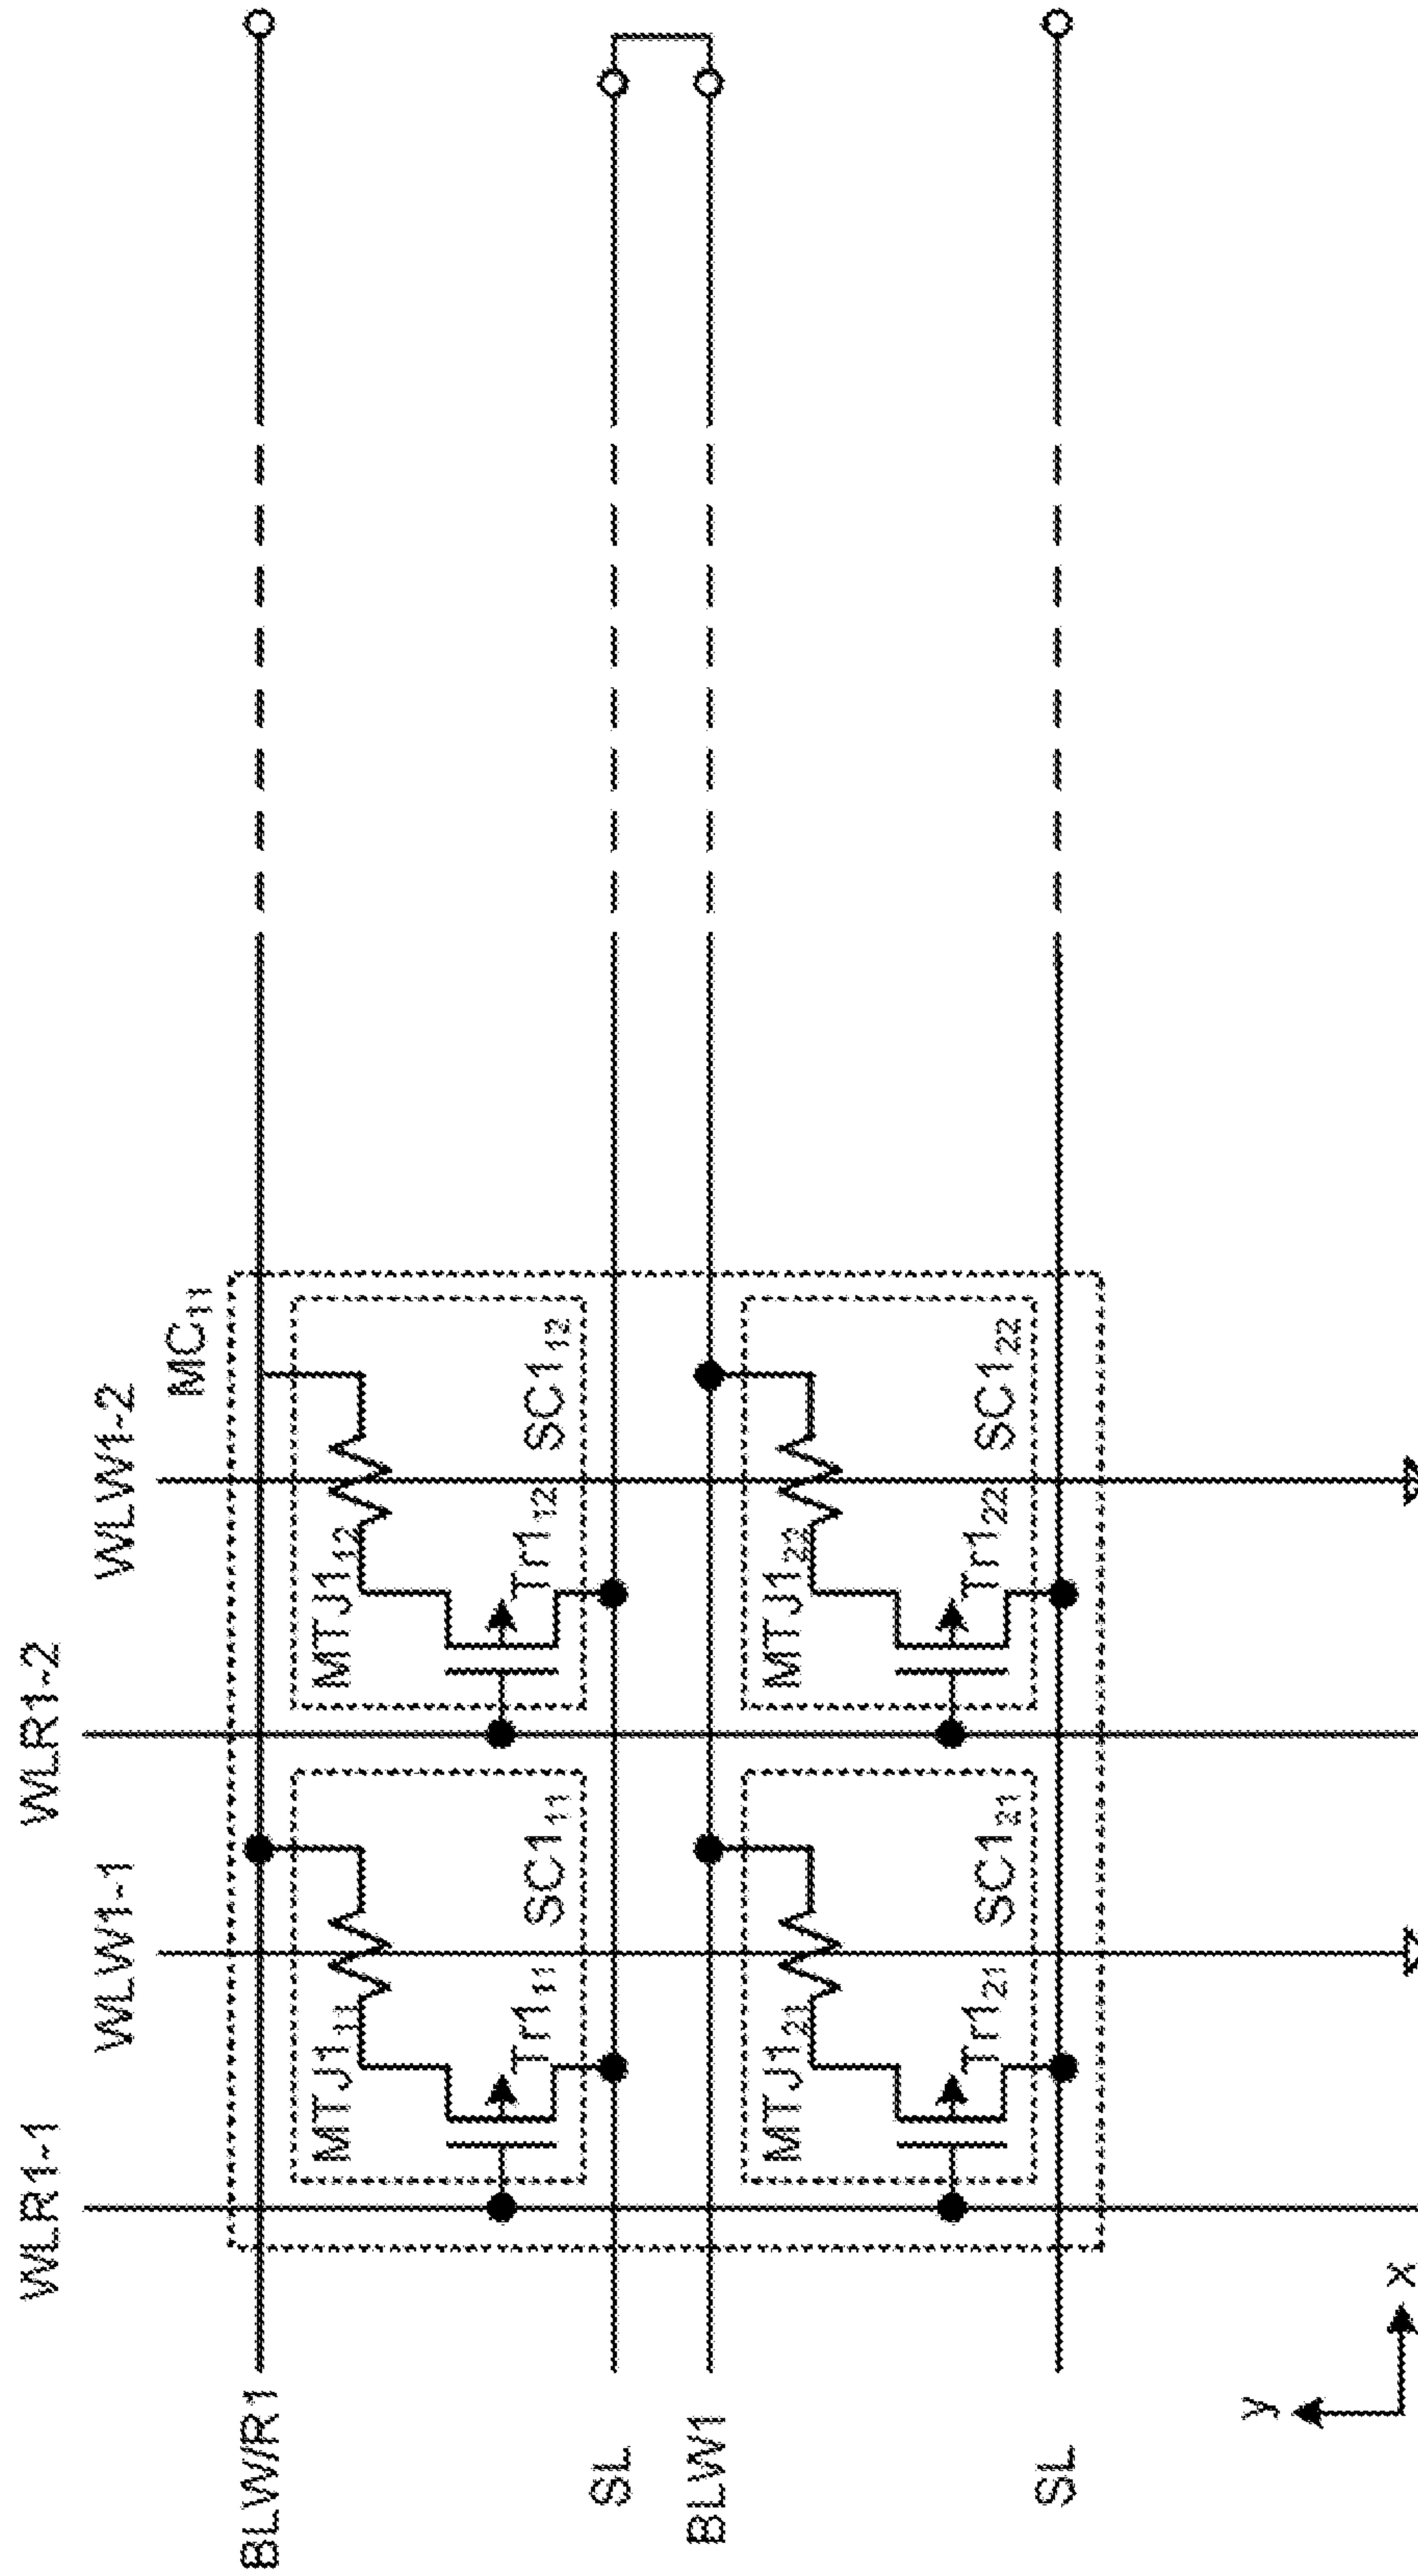 WLR1-1
WLW1-1
WLR1-2
WLW1-2
MC11
BLW/R1
MTJ111
Tr111
SC111
MTJ112
Tr112
SC112
SL
BLW1
MTJ121
Tr121
SC121
MTJ122
Tr122
SC122
SL
y
x